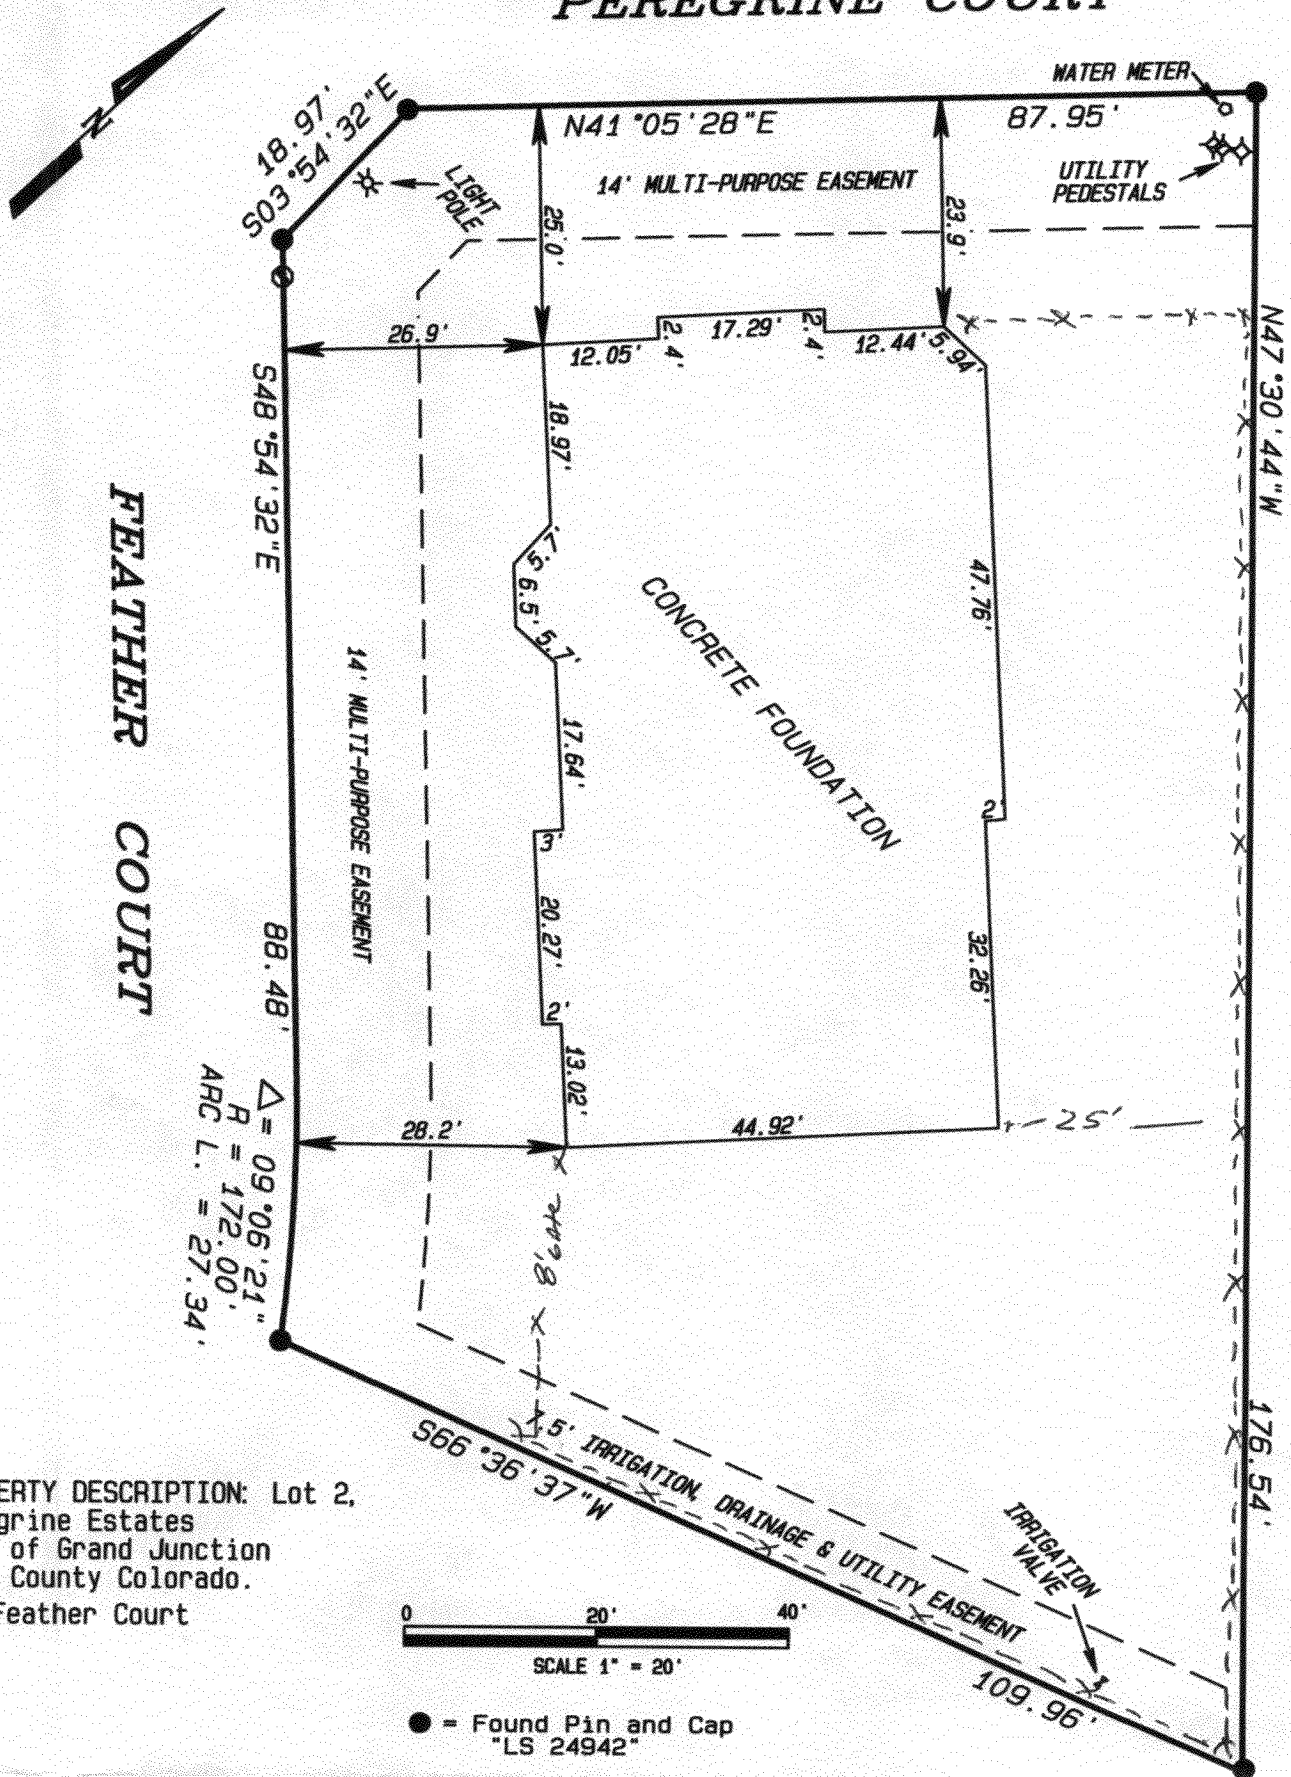 PEREGRINE COURT
WATER METER
N
18.97'
S03°54'32"E
N41°05'28"E
87.95'
LIGHT
POLE
14' MULTI-PURPOSE EASEMENT
UTILITY
PEDESTALS
25.0'
23.9'
26.9'
12.05'
2.4'
17.29'
2.4'
12.44'
5.94'
S48°54'32"E
N47°30'44"W
18.97'
5.7'
6.5'
5.7'
47.76'
CONCRETE FOUNDATION
FEATHER COURT
14' MULTI-PURPOSE EASEMENT
17.64'
3'
2'
20.27'
32.26'
88.48'
2'
13.02'
△= 09°06'21"
R = 172.00'
ARC L. = 27.34'
28.2'
44.92'
25'
8' GATE
7.5' IRRIGATION, DRAINAGE & UTILITY EASEMENT
S66°36'37"W
176.54'
IRRIGATION
VALVE
109.96'
ERTY DESCRIPTION: Lot 2,
grine Estates
of Grand Junction
County Colorado.
Feather Court
0 20' 40'
SCALE 1" = 20'
= Found Pin and Cap
"LS 24942"